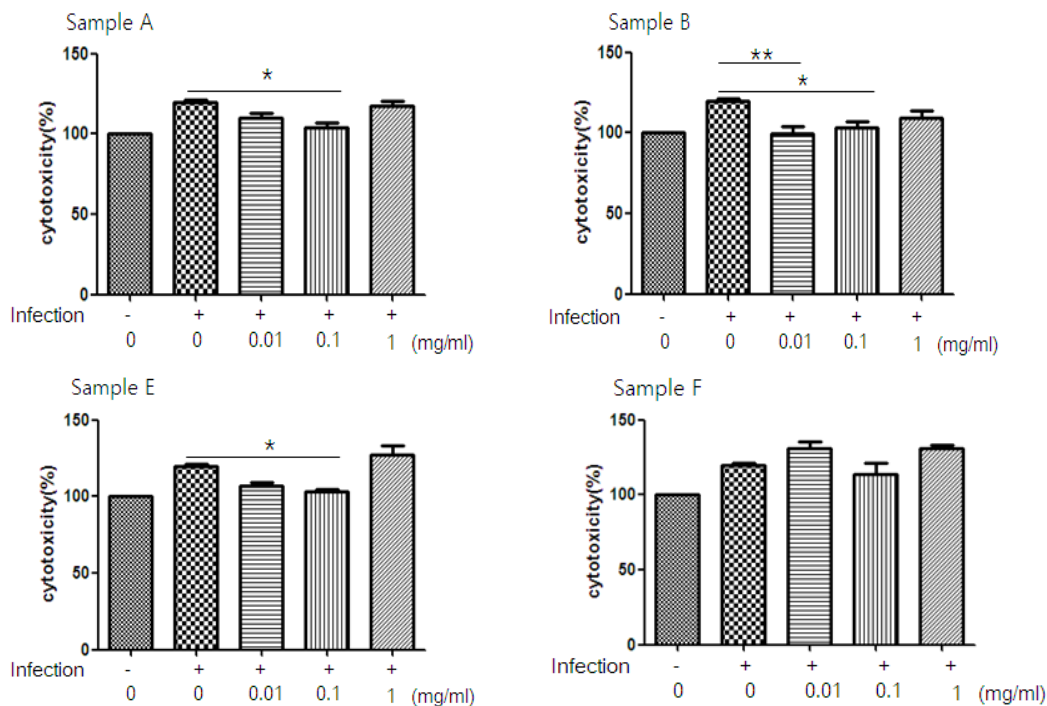 Sample A
cytotoxicity(%)
150
*
100
50
0
Infection - + + + +
0 0 0.01 0.1 1 (mg/ml)
Sample B
cytotoxicity(%)
150
**
*
100
50
0
Infection - + + + +
0 0 0.01 0.1 1 (mg/ml)
Sample E
cytotoxicity(%)
150
*
100
50
0
Infection - + + + +
0 0 0.01 0.1 1 (mg/ml)
Sample F
cytotoxicity(%)
150
100
50
0
Infection - + + + +
0 0 0.01 0.1 1 (mg/ml)